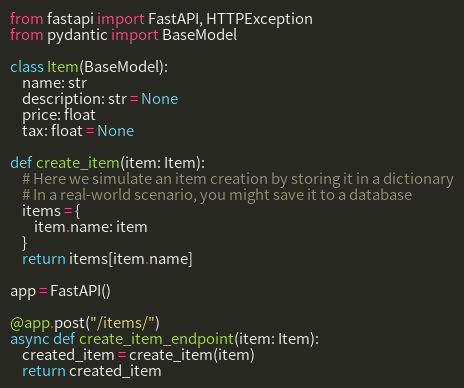 from fastapi import FastAPI, HTTPException
from pydantic import BaseModel

class Item(BaseModel):
    name: str
    description: str = None
    price: float
    tax: float = None

def create_item(item: Item):
    # Here we simulate an item creation by storing it in a dictionary
    # In a real-world scenario, you might save it to a database
    items = {
        item.name: item
    }
    return items[item.name]

app = FastAPI()

@app.post("/items/")
async def create_item_endpoint(item: Item):
    created_item = create_item(item)
    return created_item